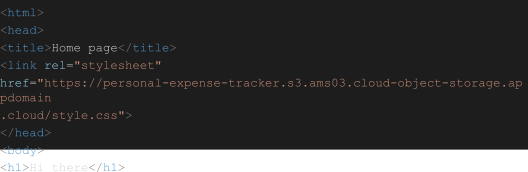 <html>
<head>
<title>Home page</title>
<link rel="stylesheet"
href="https://personal-expense-tracker.s3.ams03.cloud-object-storage.ap
pdomain
.cloud/style.css">
</head>
<body>
<h1>Hi there</h1>